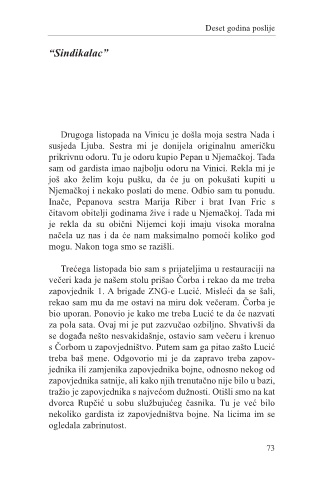 Deset godina poslije
“Sindikalac”
Drugoga listopada na Vinicu je došla moja sestra Nada i
susjeda Ljuba. Sestra mi je donijela originalnu američku
prikrivnu odoru. Tu je odoru kupio Pepan u Njemačkoj. Tada
sam od gardista imao najbolju odoru na Vinici. Rekla mi je
još ako želim koju pušku, da će ju on pokušati kupiti u
Njemačkoj i nekako poslati do mene. Odbio sam tu ponudu.
Inače, Pepanova sestra Marija Riber i brat Ivan Fric s
čitavom obitelji godinama žive i rade u Njemačkoj. Tada mi
je rekla da su obični Nijemci koji imaju visoka moralna
načela uz nas i da će nam maksimalno pomoći koliko god
mogu. Nakon toga smo se razišli.
Trećega listopada bio sam s prijateljima u restauraciji na
večeri kada je našem stolu prišao Čorba i rekao da me treba
zapovjednik 1. A brigade ZNG-e Lucić. Misleći da se šali,
rekao sam mu da me ostavi na miru dok večeram. Čorba je
bio uporan. Ponovio je kako me treba Lucić te da će nazvati
za pola sata. Ovaj mi je put zazvučao ozbiljno. Shvativši da
se događa nešto nesvakidašnje, ostavio sam večeru i krenuo
s Čorbom u zapovjedništvo. Putem sam ga pitao zašto Lucić
treba baš mene. Odgovorio mi je da zapravo treba zapov-
jednika ili zamjenika zapovjednika bojne, odnosno nekog od
zapovjednika satnije, ali kako njih trenutačno nije bilo u bazi,
tražio je zapovjednika s najvećom dužnosti. Otišli smo na kat
dvorca Rupčić u sobu služujućeg časnika. Tu je već bilo
nekoliko gardista iz zapovjedništva bojne. Na licima im se
ogledala zabrinutost.
73